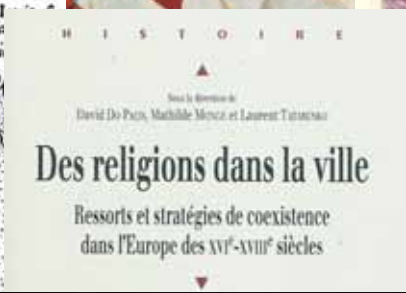 HISTOIRE
Sous la direction de
David Do Paço, Mathilde Monge et Laurent Tatarenko
Des religions dans la ville
Ressorts et stratégies de coexistence
dans l'Europe des XVIe-XVIIIe siècles